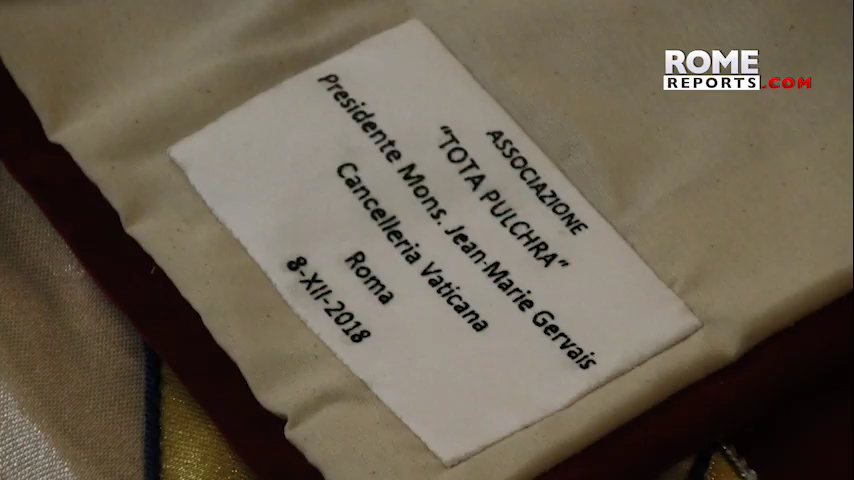 ROME
REPORTS.COM
ASSOCIAZIONE
"TOTA PULCHRA"
Presidente Mons. Jean-Marie Gervais
Cancelleria Vaticana
Roma
8-XII-2018